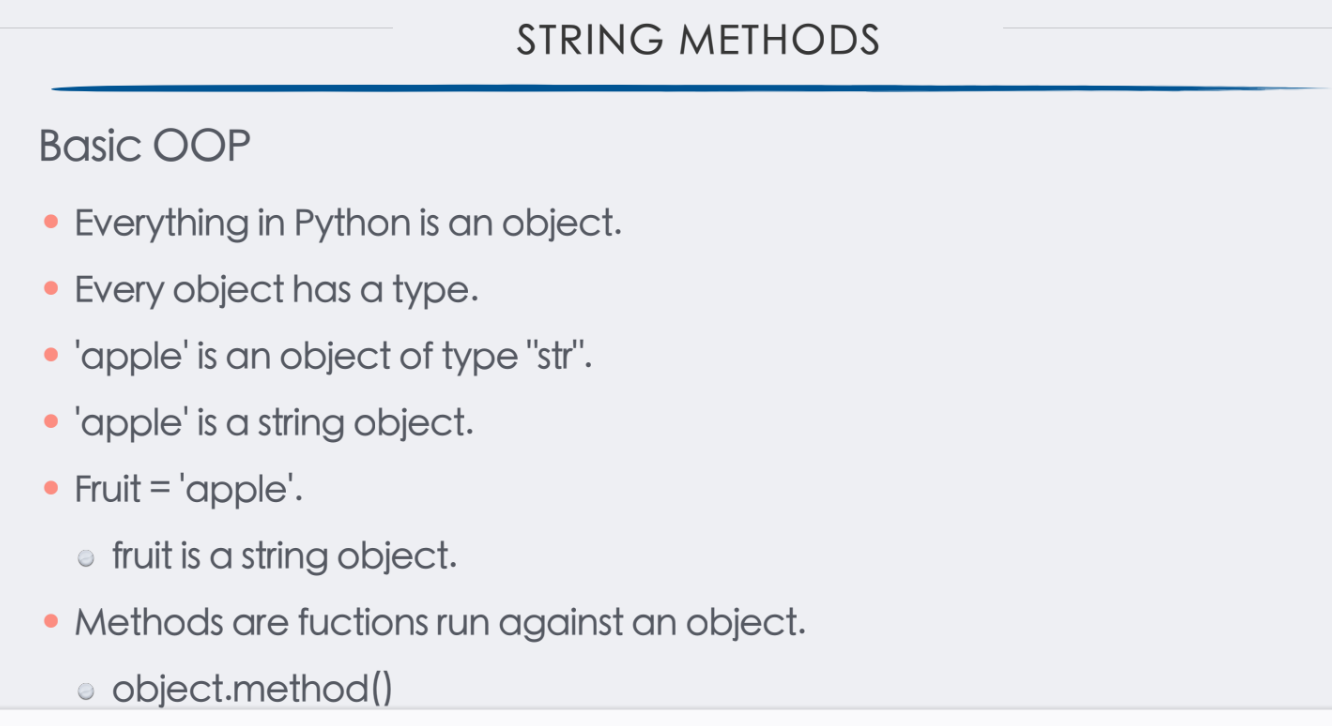 STRING METHODS
Basic OOP
• Everything in Python is an object.
• Every object has a type.
• 'apple' is an object of type "str".
• 'apple' is a string object.
• Fruit = 'apple'.
• fruit is a string object.
• Methods are fuctions run against an object.
• object.method()